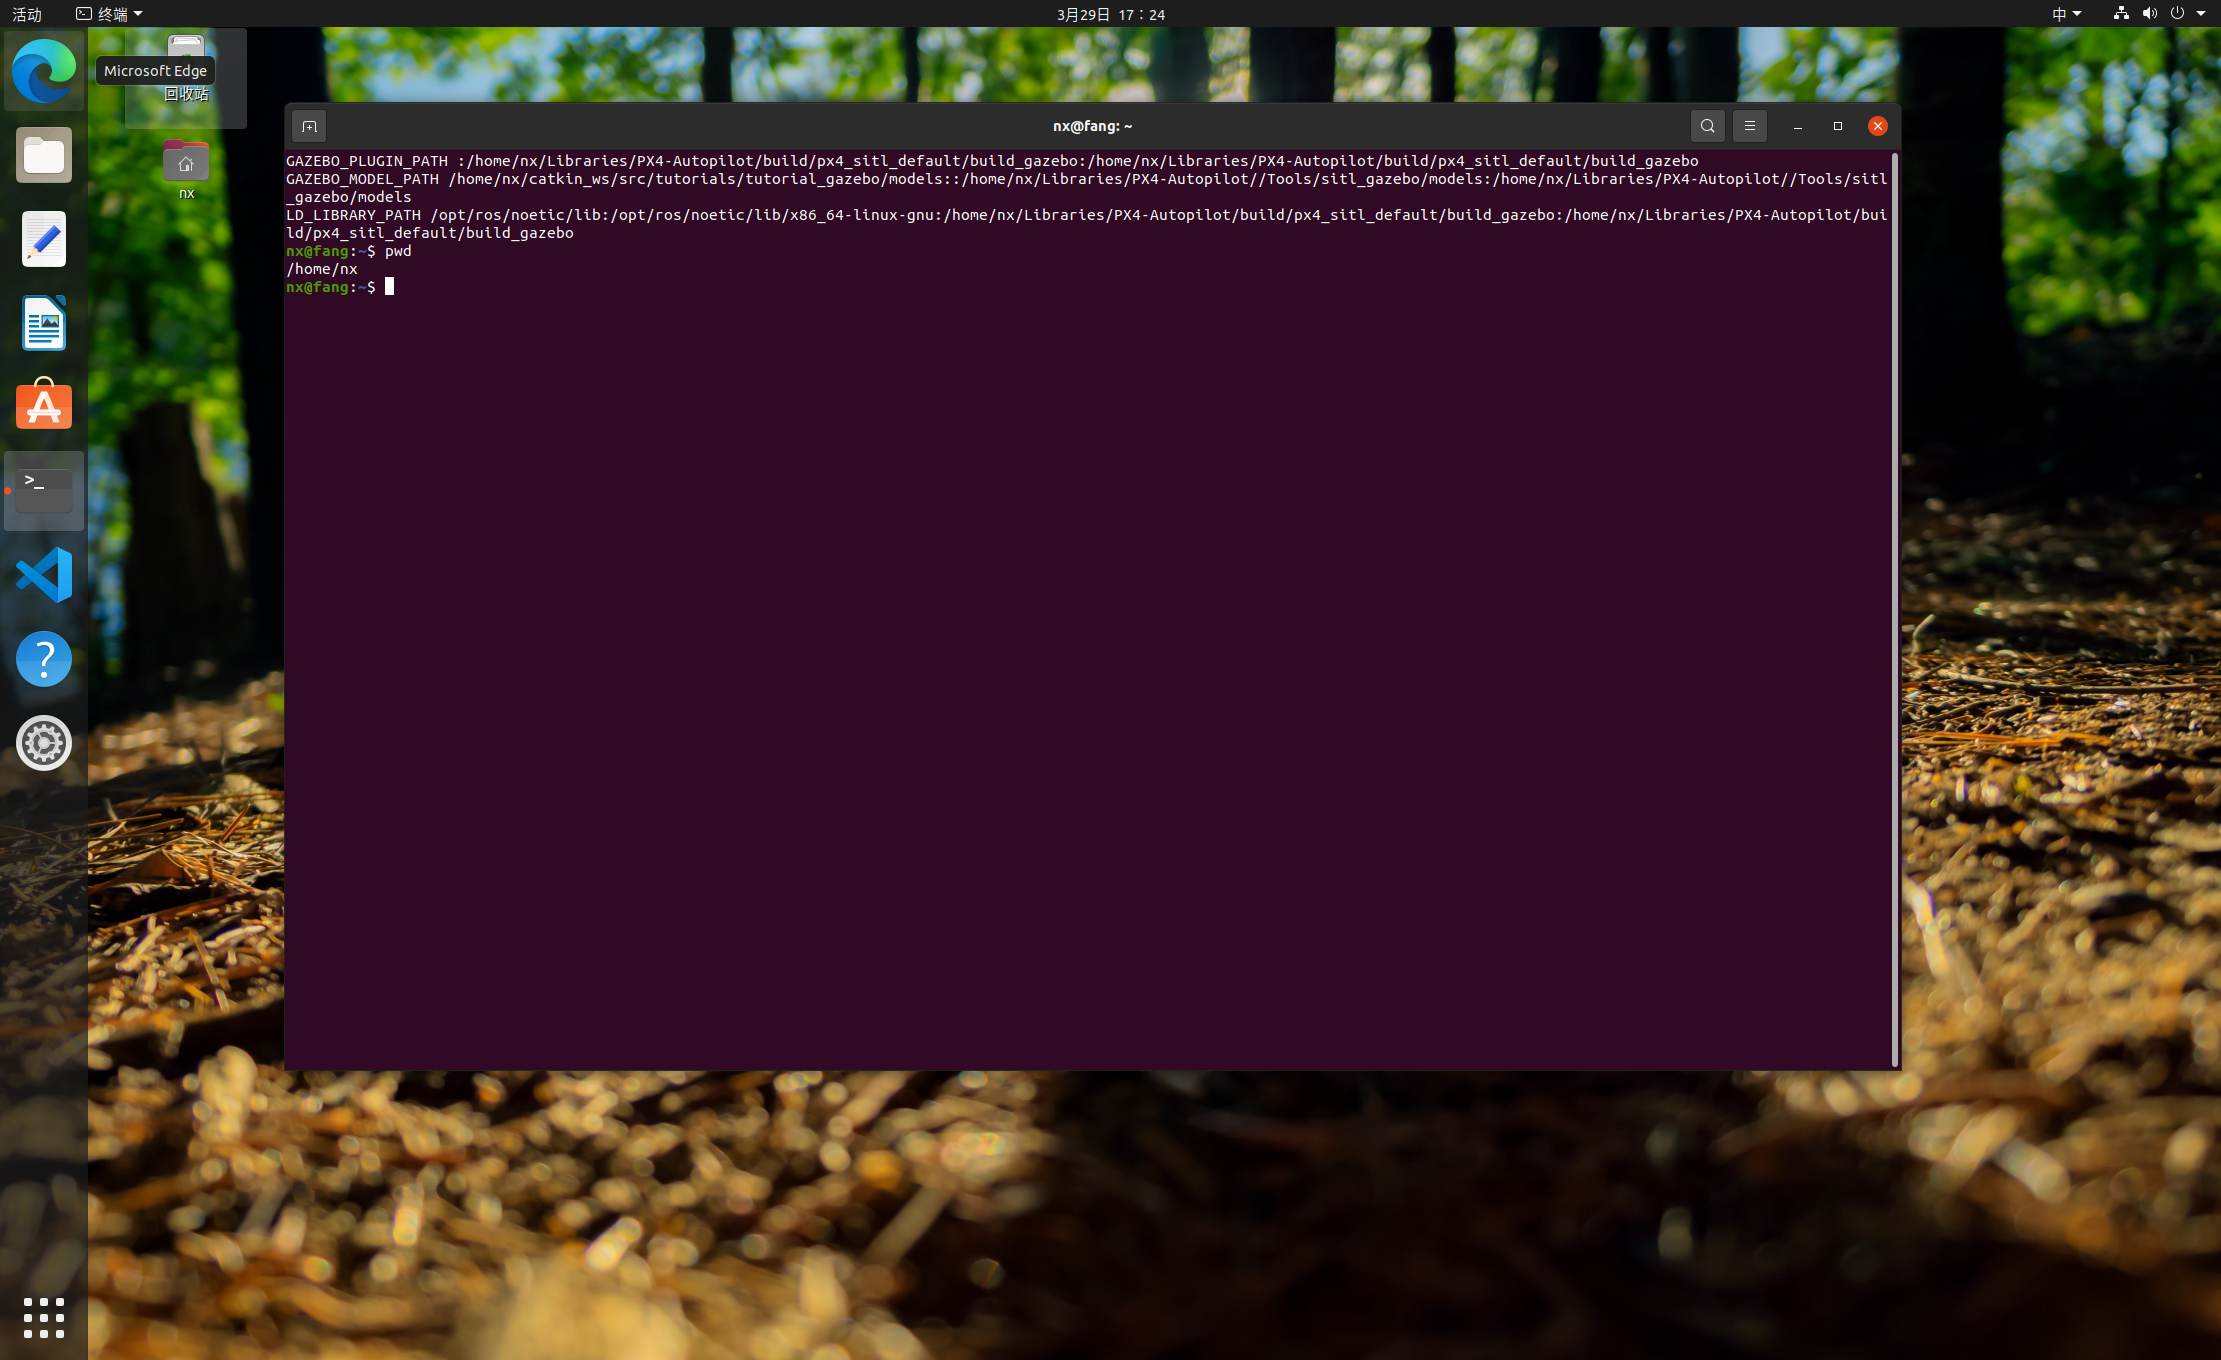 活动
终端
3月29日 17：24
中
Microsoft Edge
回收站
nx
nx@fang: ~
GAZEBO_PLUGIN_PATH :/home/nx/Libraries/PX4-Autopilot/build/px4_sitl_default/build_gazebo:/home/nx/Libraries/PX4-Autopilot/build/px4_sitl_default/build_gazebo
GAZEBO_MODEL_PATH /home/nx/catkin_ws/src/tutorials/tutorial_gazebo/models::/home/nx/Libraries/PX4-Autopilot//Tools/sitl_gazebo/models:/home/nx/Libraries/PX4-Autopilot//Tools/sitl
_gazebo/models
LD_LIBRARY_PATH /opt/ros/noetic/lib:/opt/ros/noetic/lib/x86_64-linux-gnu:/home/nx/Libraries/PX4-Autopilot/build/px4_sitl_default/build_gazebo:/home/nx/Libraries/PX4-Autopilot/bui
ld/px4_sitl_default/build_gazebo
nx@fang:~$ pwd
/home/nx
nx@fang:~$